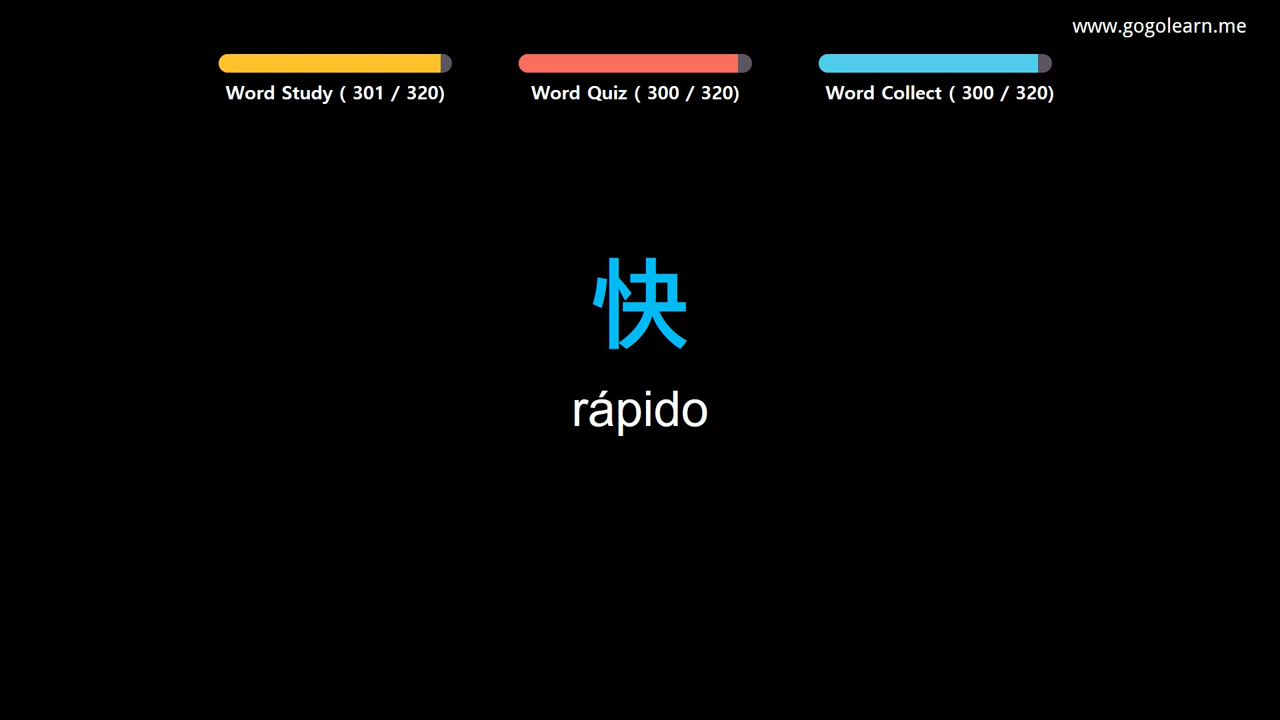 www.gogolearn.me
Word Study ( 301 / 320)
Word Quiz ( 300 / 320)
Word Collect ( 300 / 320)
快
rápido